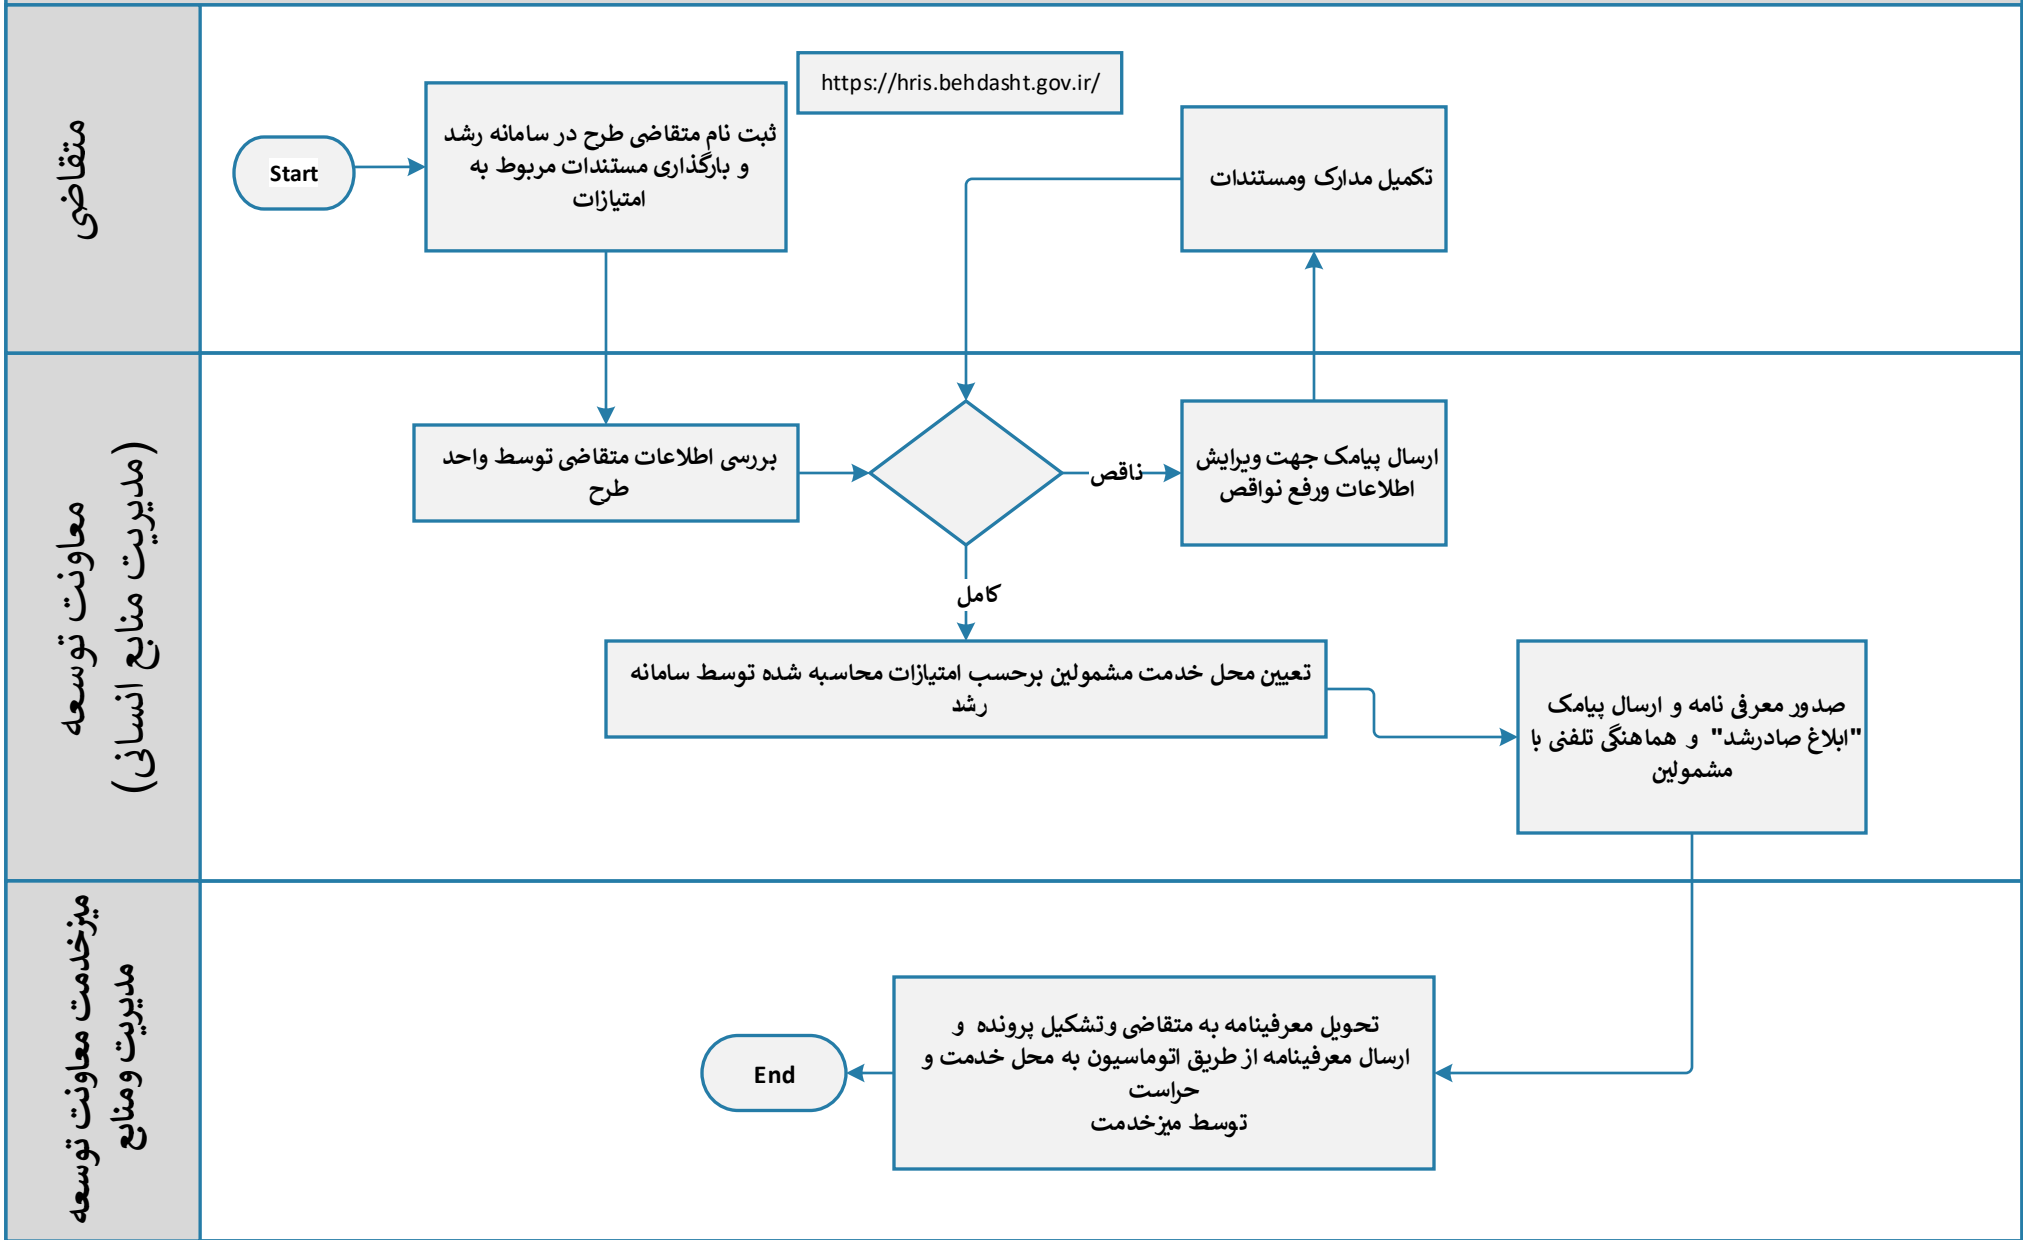 متقاضی
Start
ثبت نام متقاضی طرح در سامانه رشد
و بارگذاری مستندات مربوط به
امتیازات
https://hris.behdasht.gov.ir/
تکمیل مدارک ومستندات
معاونت توسعه
(مدیریت منابع انسانی)
بررسی اطلاعات متقاضی توسط واحد
طرح
ناقص
ارسال پیامک جهت ویرایش
اطلاعات ورفع نواقص
کامل
تعیین محل خدمت مشمولین برحسب امتیازات محاسبه شده توسط سامانه
رشد
صدور معرفی نامه و ارسال پیامک
"ابلاغ صادرشد" و هماهنگی تلفنی با
مشمولین
میزخدمت معاونت توسعه
مدیریت ومنابع
تحویل معرفینامه به متقاضی وتشکیل پرونده و
ارسال معرفینامه از طریق اتوماسیون به محل خدمت و
حراست
توسط میزخدمت
End